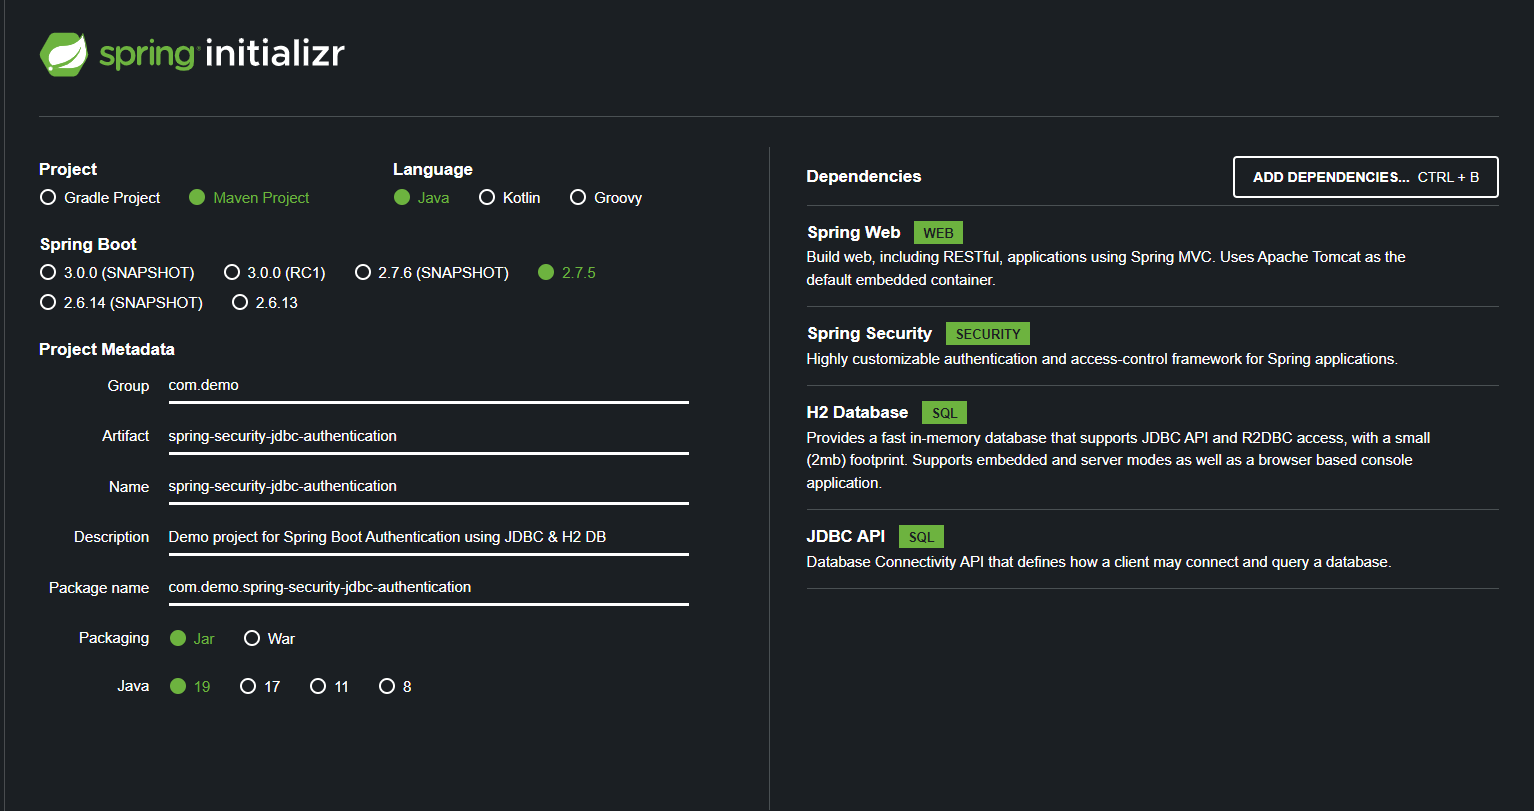 spring initializr
Project
Gradle Project Maven Project
Language
Java Kotlin Groovy
Spring Boot
3.0.0 (SNAPSHOT) 3.0.0 (RC1) 2.7.6 (SNAPSHOT) 2.7.5
2.6.14 (SNAPSHOT) 2.6.13
Project Metadata
Group com.demo
Artifact spring-security-jdbc-authentication
Name spring-security-jdbc-authentication
Description Demo project for Spring Boot Authentication using JDBC & H2 DB
Package name com.demo.spring-security-jdbc-authentication
Packaging Jar War
Java 19 17 11 8
Dependencies ADD DEPENDENCIES... CTRL + B
Spring Web WEB
Build web, including RESTful, applications using Spring MVC. Uses Apache Tomcat as the
default embedded container.
Spring Security SECURITY
Highly customizable authentication and access-control framework for Spring applications.
H2 Database SQL
Provides a fast in-memory database that supports JDBC API and R2DBC access, with a small
(2mb) footprint. Supports embedded and server modes as well as a browser based console
application.
JDBC API SQL
Database Connectivity API that defines how a client may connect and query a database.